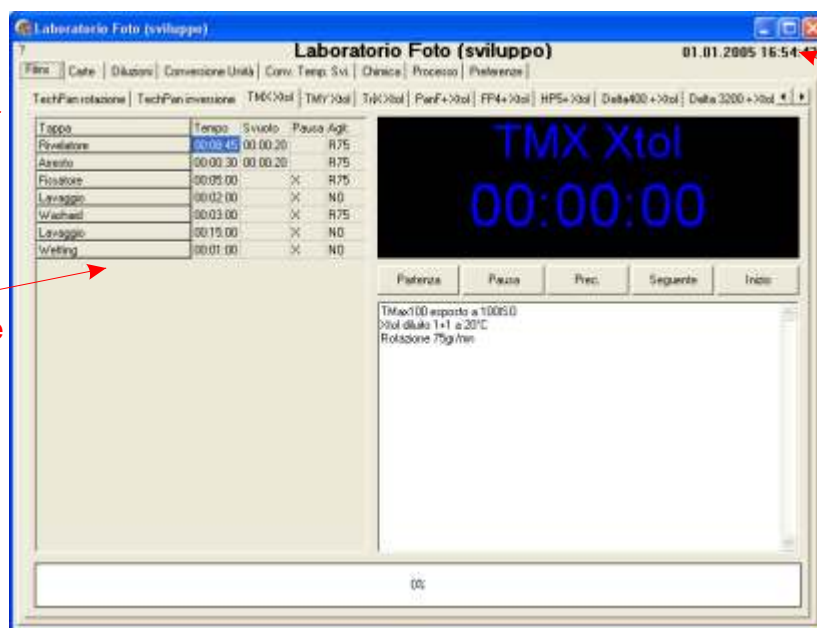 Laboratorio Foto (sviluppo)
?
Laboratorio Foto (sviluppo)
01.01.2005 16:54:
Films Carte Diluzioni Conversione Unità Conv. Temp. Svi. Chimica Processo Preferenze
TechPan rotazione TechPan inversione TMX Xtol TMY Xtol TriX Xtol PanF+Xtol FP4+Xtol HP5+Xtol Delta400+Xtol Delta 3200+Xtol
Tappa Tempo Svuoto Pausa Agit.
Rivelatore 00:08:45 00:00:20 R75
Arresto 00:00:30 00:00:20 R75
Fissatore 00:05:00 X R75
Lavaggio 00:02:00 X NO
Washaid 00:03:00 X R75
Lavaggio 00:15:00 X NO
Wetting 00:01:00 X NO
TMX Xtol
00:00:00
Partenza Pausa Prec. Seguente Inizio
TMax100 esposto a 100ISO
Xtol diluito 1+1 a 20°C
Rotazione 75gr/min
0%
e